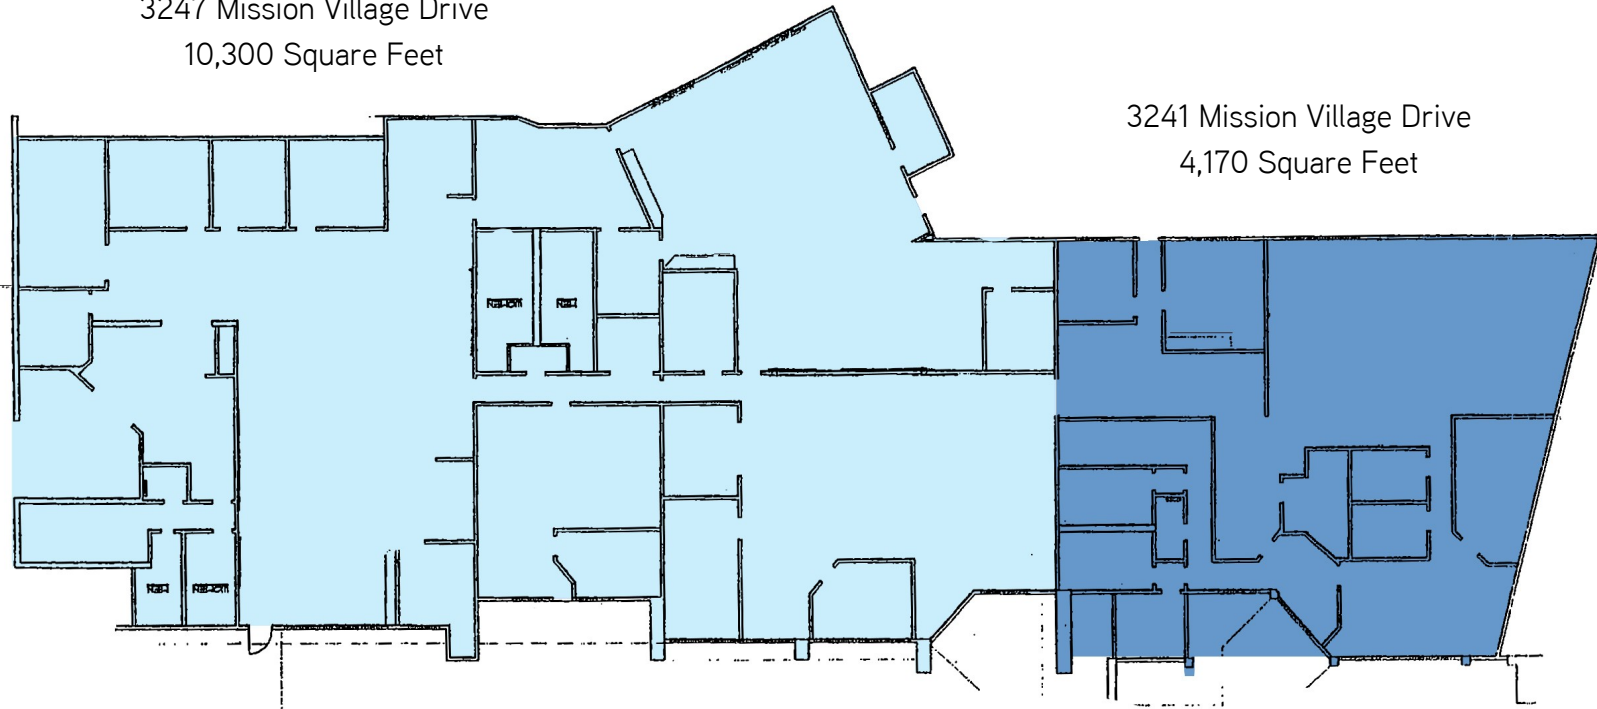 3247 Mission Village Drive
10,300 Square Feet
3241 Mission Village Drive
4,170 Square Feet